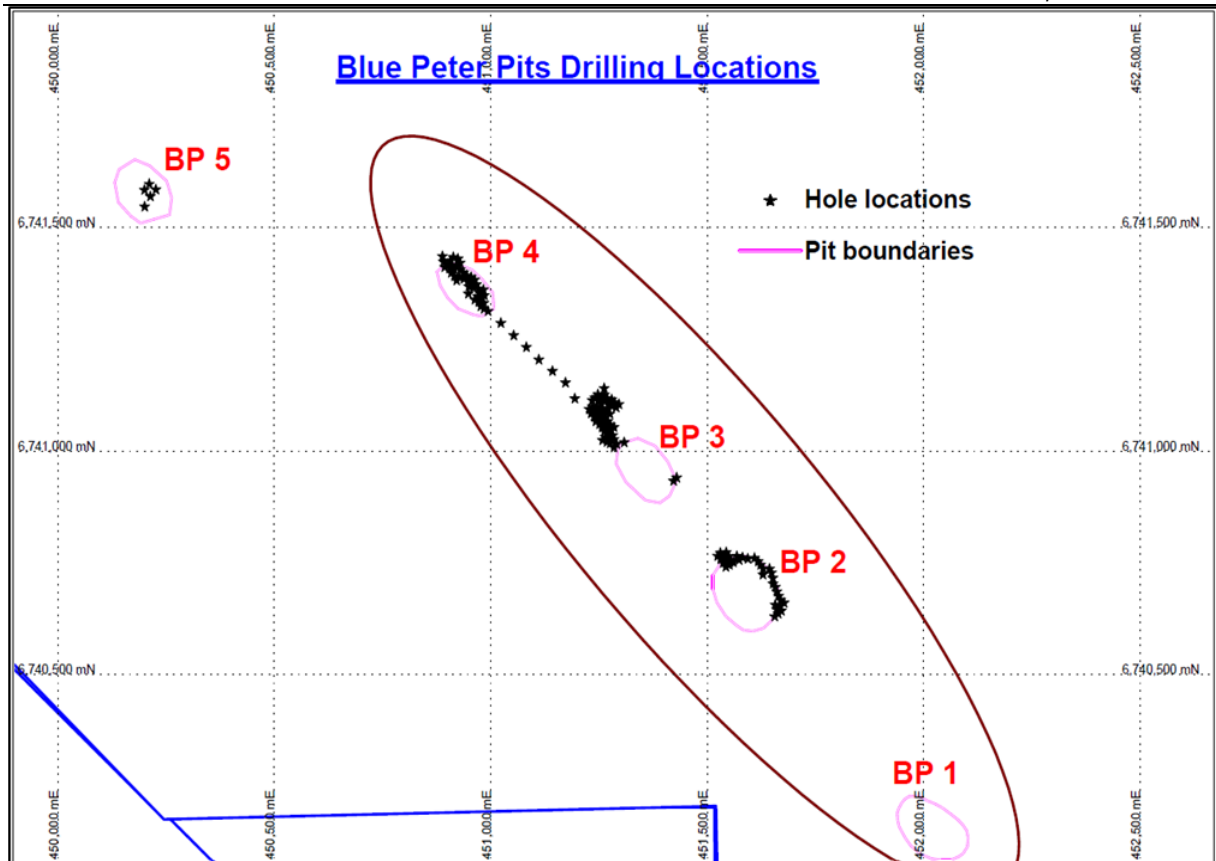 450,000 mE
450,500 mE
451,000 mE
451,500 mE
452,000 mE
452,500 mE
Blue Peter Pits Drilling Locations
BP 5
Hole locations
6,741,500 mN
6,741,500 mN
BP 4
Pit boundaries
BP 3
6,741,000 mN
6,741,000 mN
BP 2
6,740,500 mN
6,740,500 mN
BP 1
450,000 mE
450,500 mE
451,000 mE
451,500 mE
452,000 mE
452,500 mE